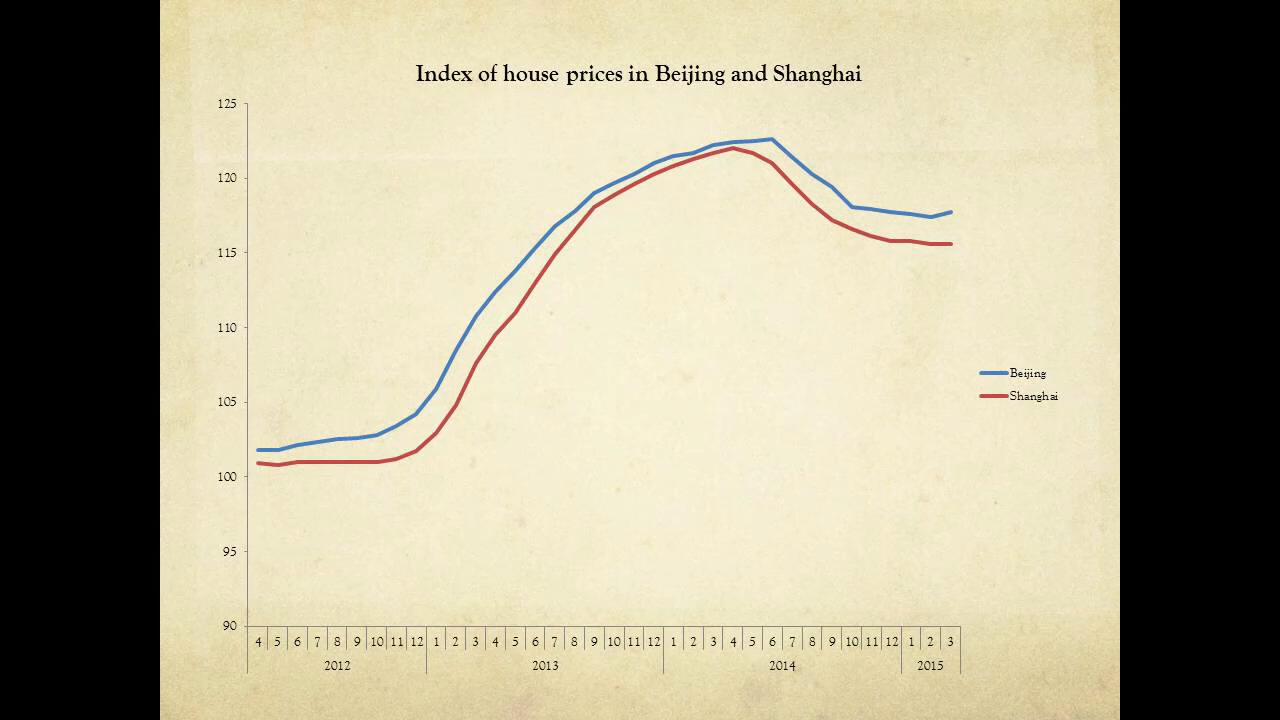 Index of house prices in Beijing and Shanghai
125
120
115
110
105
100
95
90
Beijing
Shanghai
4 5 6 7 8 9 10 11 12 1 2 3 4 5 6 7 8 9 10 11 12 1 2 3 4 5 6 7 8 9 10 11 12 1 2 3
2012 2013 2014 2015